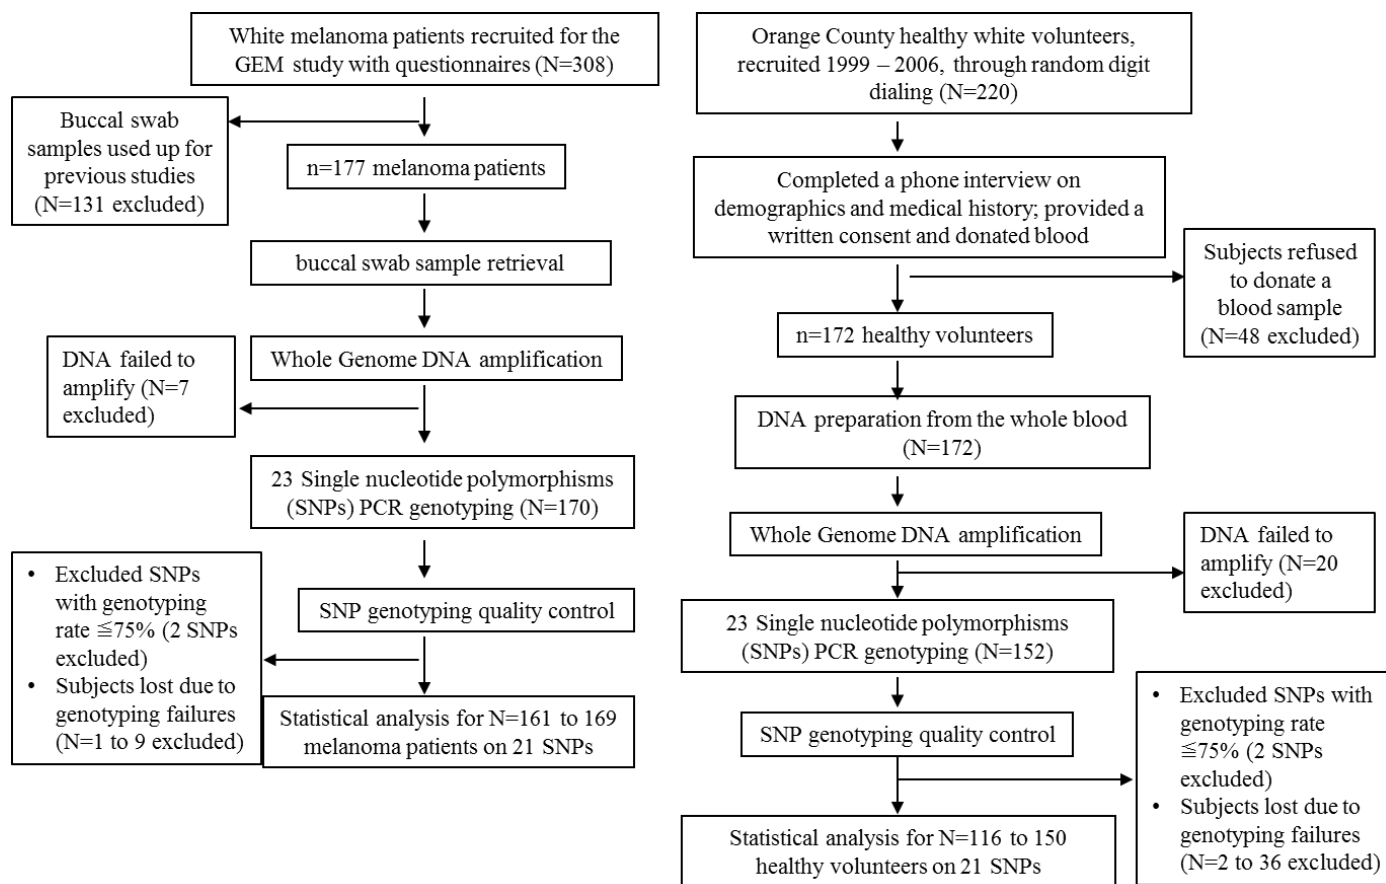 White melanoma patients recruited for the
GEM study with questionnaires (N=308)
Buccal swab
samples used up for
previous studies
(N=131 excluded)
n=177 melanoma patients
buccal swab sample retrieval
Whole Genome DNA amplification
DNA failed to
amplify (N=7
excluded)
23 Single nucleotide polymorphisms
(SNPs) PCR genotyping (N=170)
SNP genotyping quality control
• Excluded SNPs
with genotyping
rate ≦75% (2 SNPs
excluded)
• Subjects lost due to
genotyping failures
(N=1 to 9 excluded)
Statistical analysis for N=161 to 169
melanoma patients on 21 SNPs
Orange County healthy white volunteers,
recruited 1999 – 2006, through random digit
dialing (N=220)
Completed a phone interview on
demographics and medical history; provided a
written consent and donated blood
Subjects refused
to donate a
blood sample
(N=48 excluded)
n=172 healthy volunteers
DNA preparation from the whole blood
(N=172)
Whole Genome DNA amplification
DNA failed to
amplify (N=20
excluded)
23 Single nucleotide polymorphisms
(SNPs) PCR genotyping (N=152)
SNP genotyping quality control
• Excluded SNPs with
genotyping rate
≦75% (2 SNPs
excluded)
• Subjects lost due to
genotyping failures
(N=2 to 36 excluded)
Statistical analysis for N=116 to 150
healthy volunteers on 21 SNPs